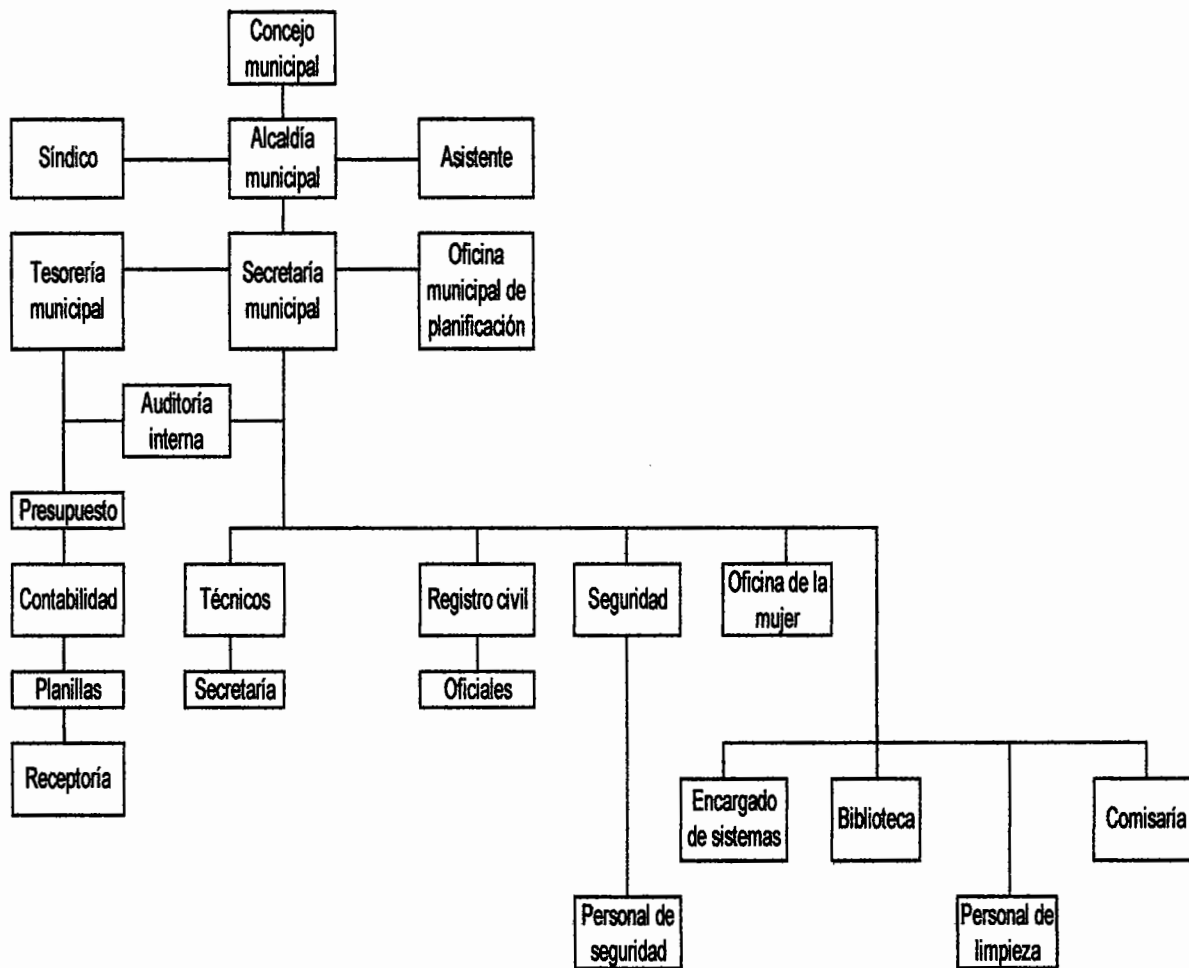 Concejo
municipal
Síndico
Alcaldía
municipal
Asistente
Tesorería
municipal
Secretaría
municipal
Oficina
municipal de
planificación
Auditoría
interna
Presupuesto
Contabilidad
Técnicos
Registro civil
Seguridad
Oficina de la
mujer
Planillas
Secretaría
Oficiales
Receptoría
Encargado
de sistemas
Biblioteca
Comisaría
Personal de
seguridad
Personal de
limpieza